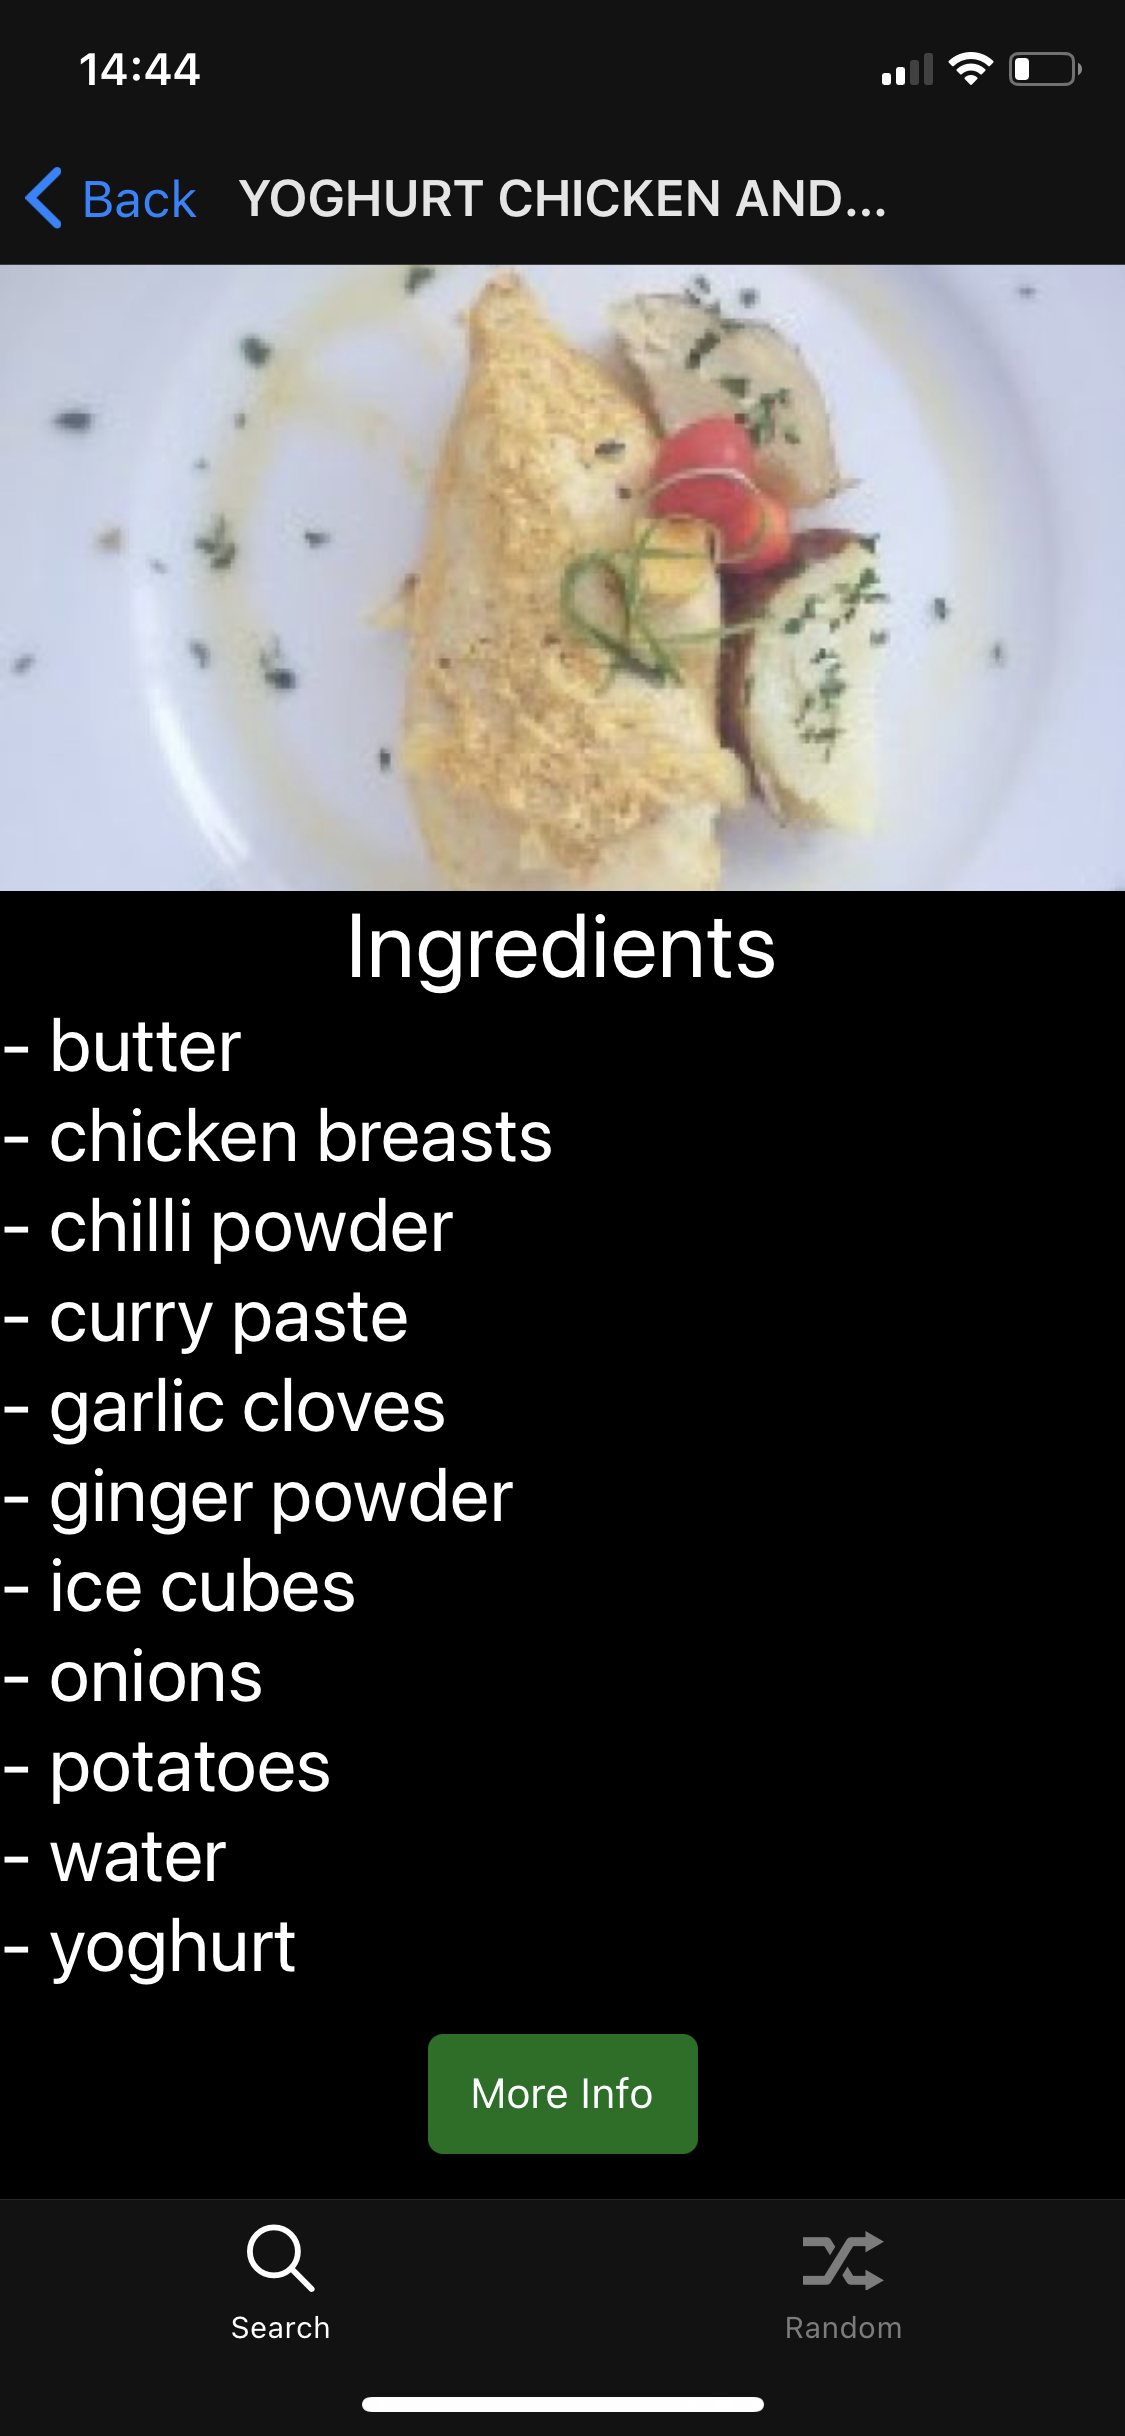 14:44
Back YOGHURT CHICKEN AND...
Ingredients
- butter
- chicken breasts
- chilli powder
- curry paste
- garlic cloves
- ginger powder
- ice cubes
- onions
- potatoes
- water
- yoghurt
More Info
Search Random